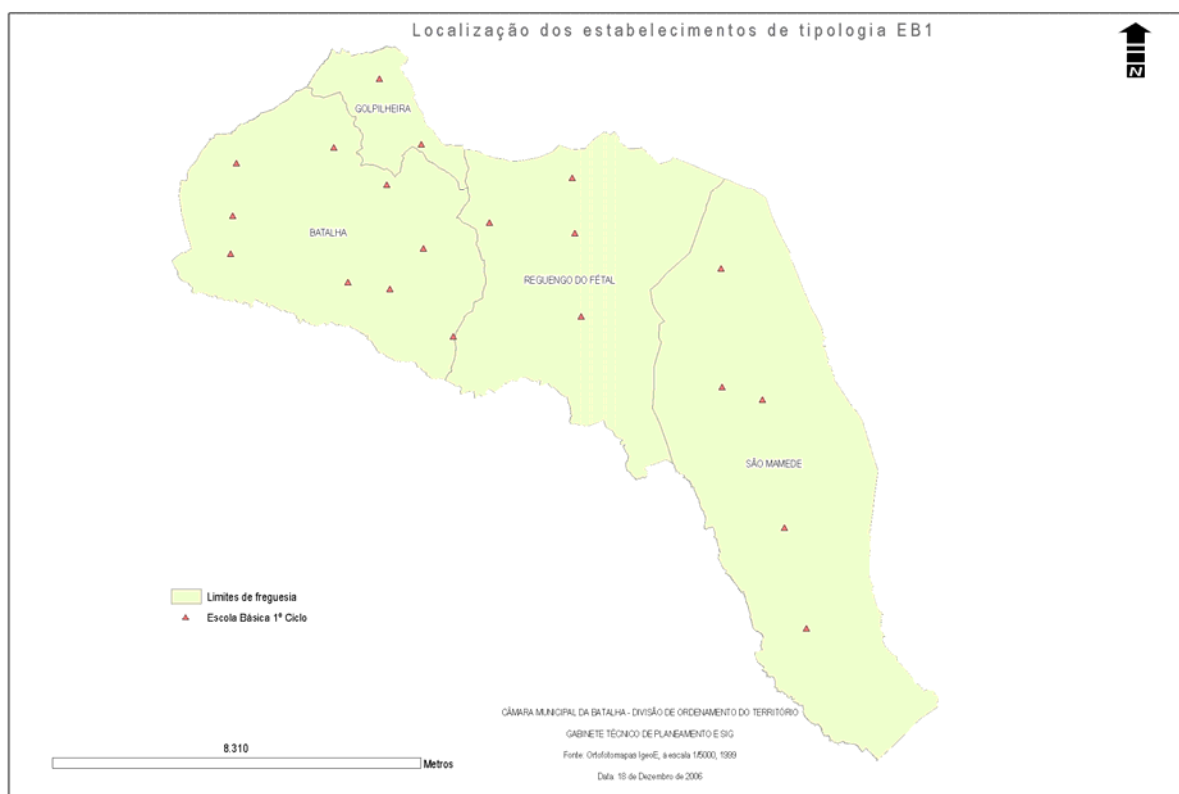 Localização dos estabelecimentos de tipologia EB1
N
GOLPILHEIRA
BATALHA
REGUENGO DO FÉTAL
SÃO MAMEDE
Limites de freguesia
Escola Básica 1º Ciclo
CÂMARA MUNICIPAL DA BATALHA - DIVISÃO DE ORDENAMENTO DO TERRITÓRIO
GABINETE TÉCNICO DE PLANEAMENTO E SIG
Fonte: Ortofotomapas IgeoE, à escala 1/5000, 1999
Data: 18 de Dezembro de 2006
8.310
Metros